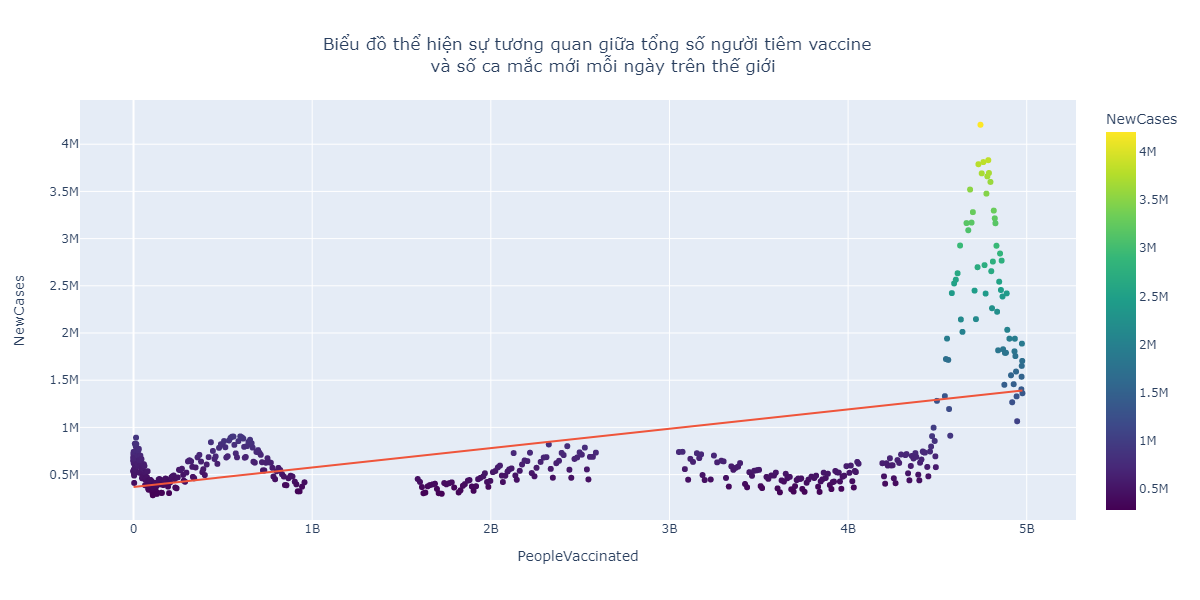 Biểu đồ thể hiện sự tương quan giữa tổng số người tiêm vaccine
và số ca mắc mới mỗi ngày trên thế giới
NewCases
4M
3.5M
3M
2.5M
2M
1.5M
1M
0.5M
0
1B
2B
3B
4B
5B
PeopleVaccinated
NewCases
4M
3.5M
3M
2.5M
2M
1.5M
1M
0.5M